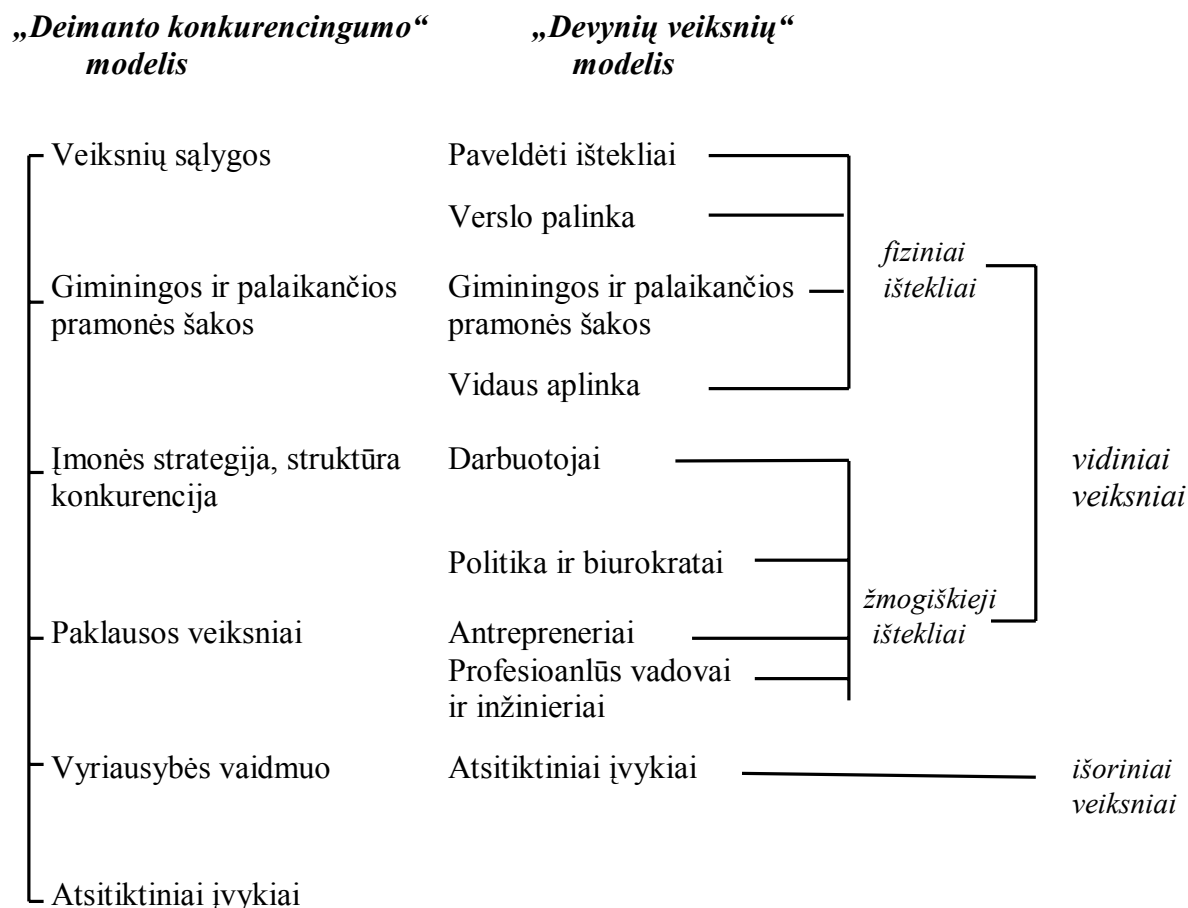 „Deimanto konkurencingumo“
modelis
„Devynių veiksnių“
modelis
Veiksnių sąlygos
Giminingos ir palaikančios
pramonės šakos
Įmonės strategija, struktūra
konkurencija
Paklausos veiksniai
Vyriausybės vaidmuo
Atsitiktiniai įvykiai
Paveldėti ištekliai
Verslo palinka
Giminingos ir palaikančios
pramonės šakos
Vidaus aplinka
Darbuotojai
Politika ir biurokratai
Antrepreneriai
Profesioanlūs vadovai
ir inžinieriai
Atsitiktiniai įvykiai
fiziniai
ištekliai
žmogiškieji
ištekliai
vidiniai
veiksniai
išoriniai
veiksniai